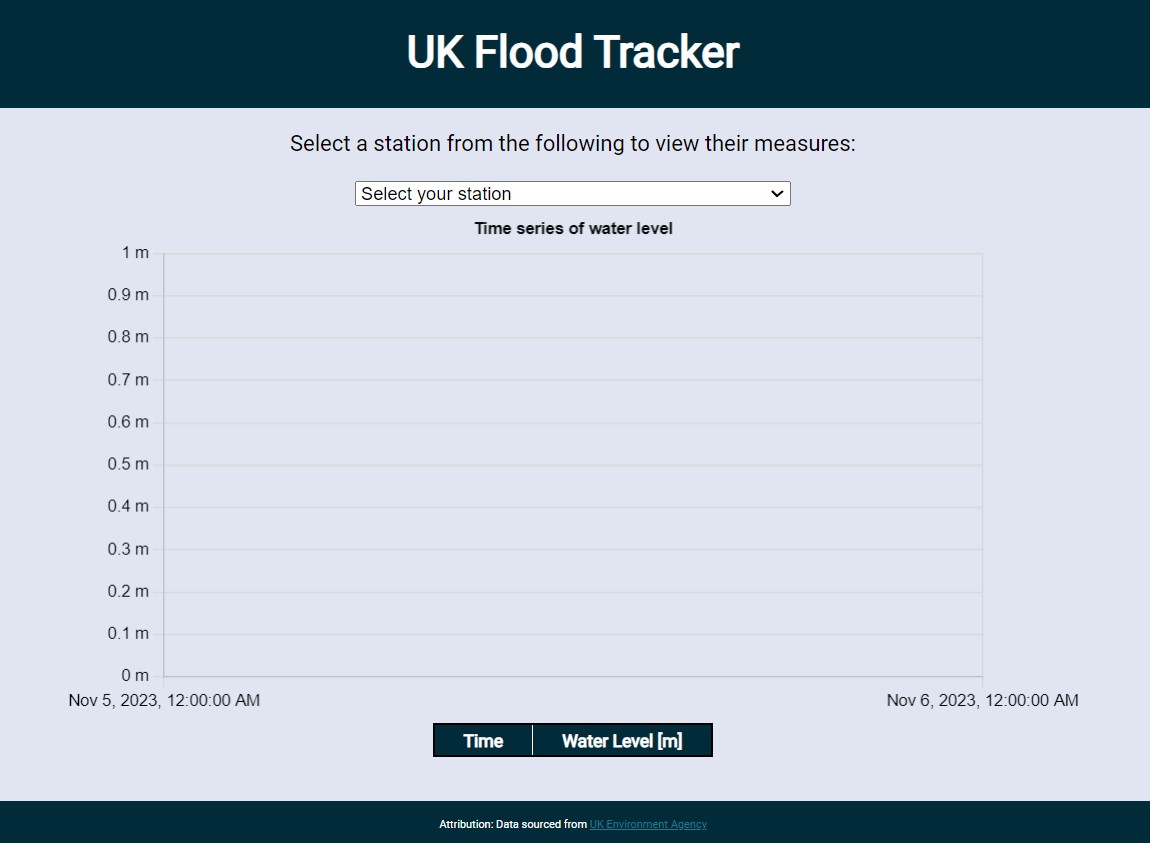 UK Flood Tracker
Select a station from the following to view their measures:
Select your station
Time series of water level
1 m
0.9 m
0.8 m
0.7 m
0.6 m
0.5 m
0.4 m
0.3 m
0.2 m
0.1 m
0 m
Nov 5, 2023, 12:00:00 AM Nov 6, 2023, 12:00:00 AM
Time Water Level [m]
Attribution: Data sourced from UK Environment Agency